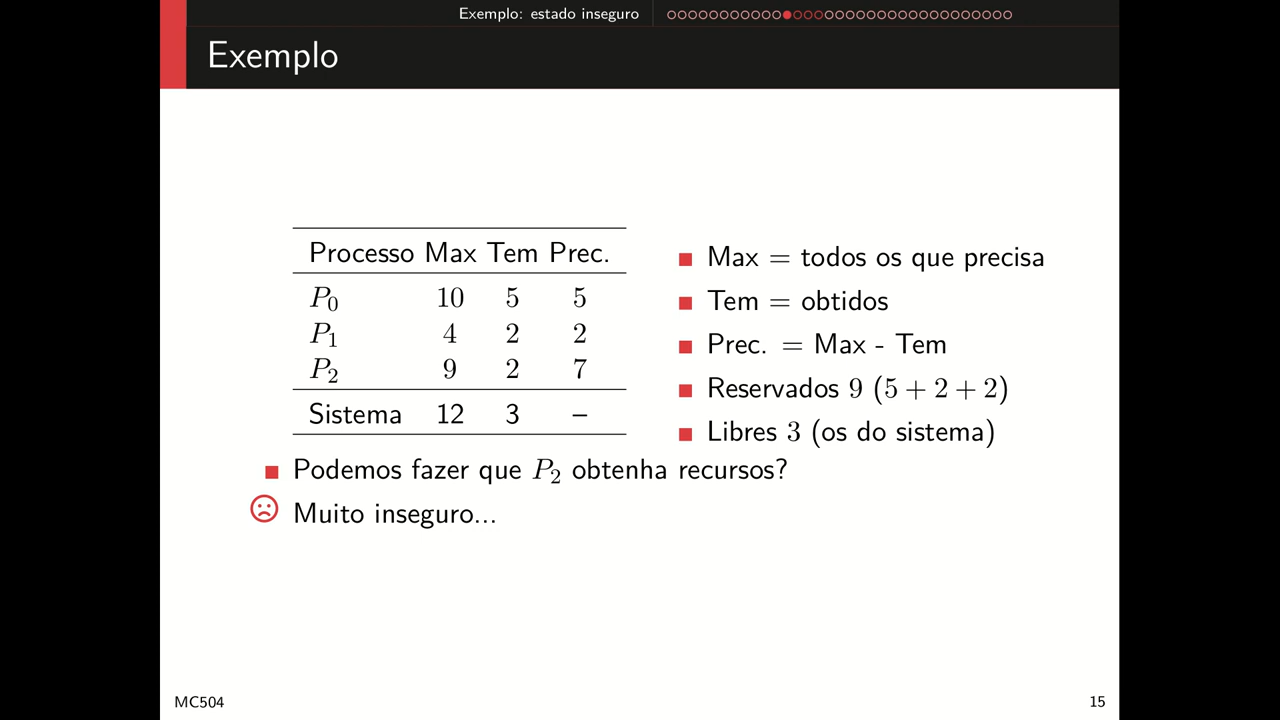 Exemplo: estado inseguro
Exemplo
Processo Max Tem Prec.
P₀ 10 5 5
P₁ 4 2 2
P₂ 9 2 7
Sistema 12 3 –
Max = todos os que precisa
Tem = obtidos
Prec. = Max - Tem
Reservados 9 (5 + 2 + 2)
Libres 3 (os do sistema)
Podemos fazer que P₂ obtenha recursos?
Muito inseguro...
MC504
15